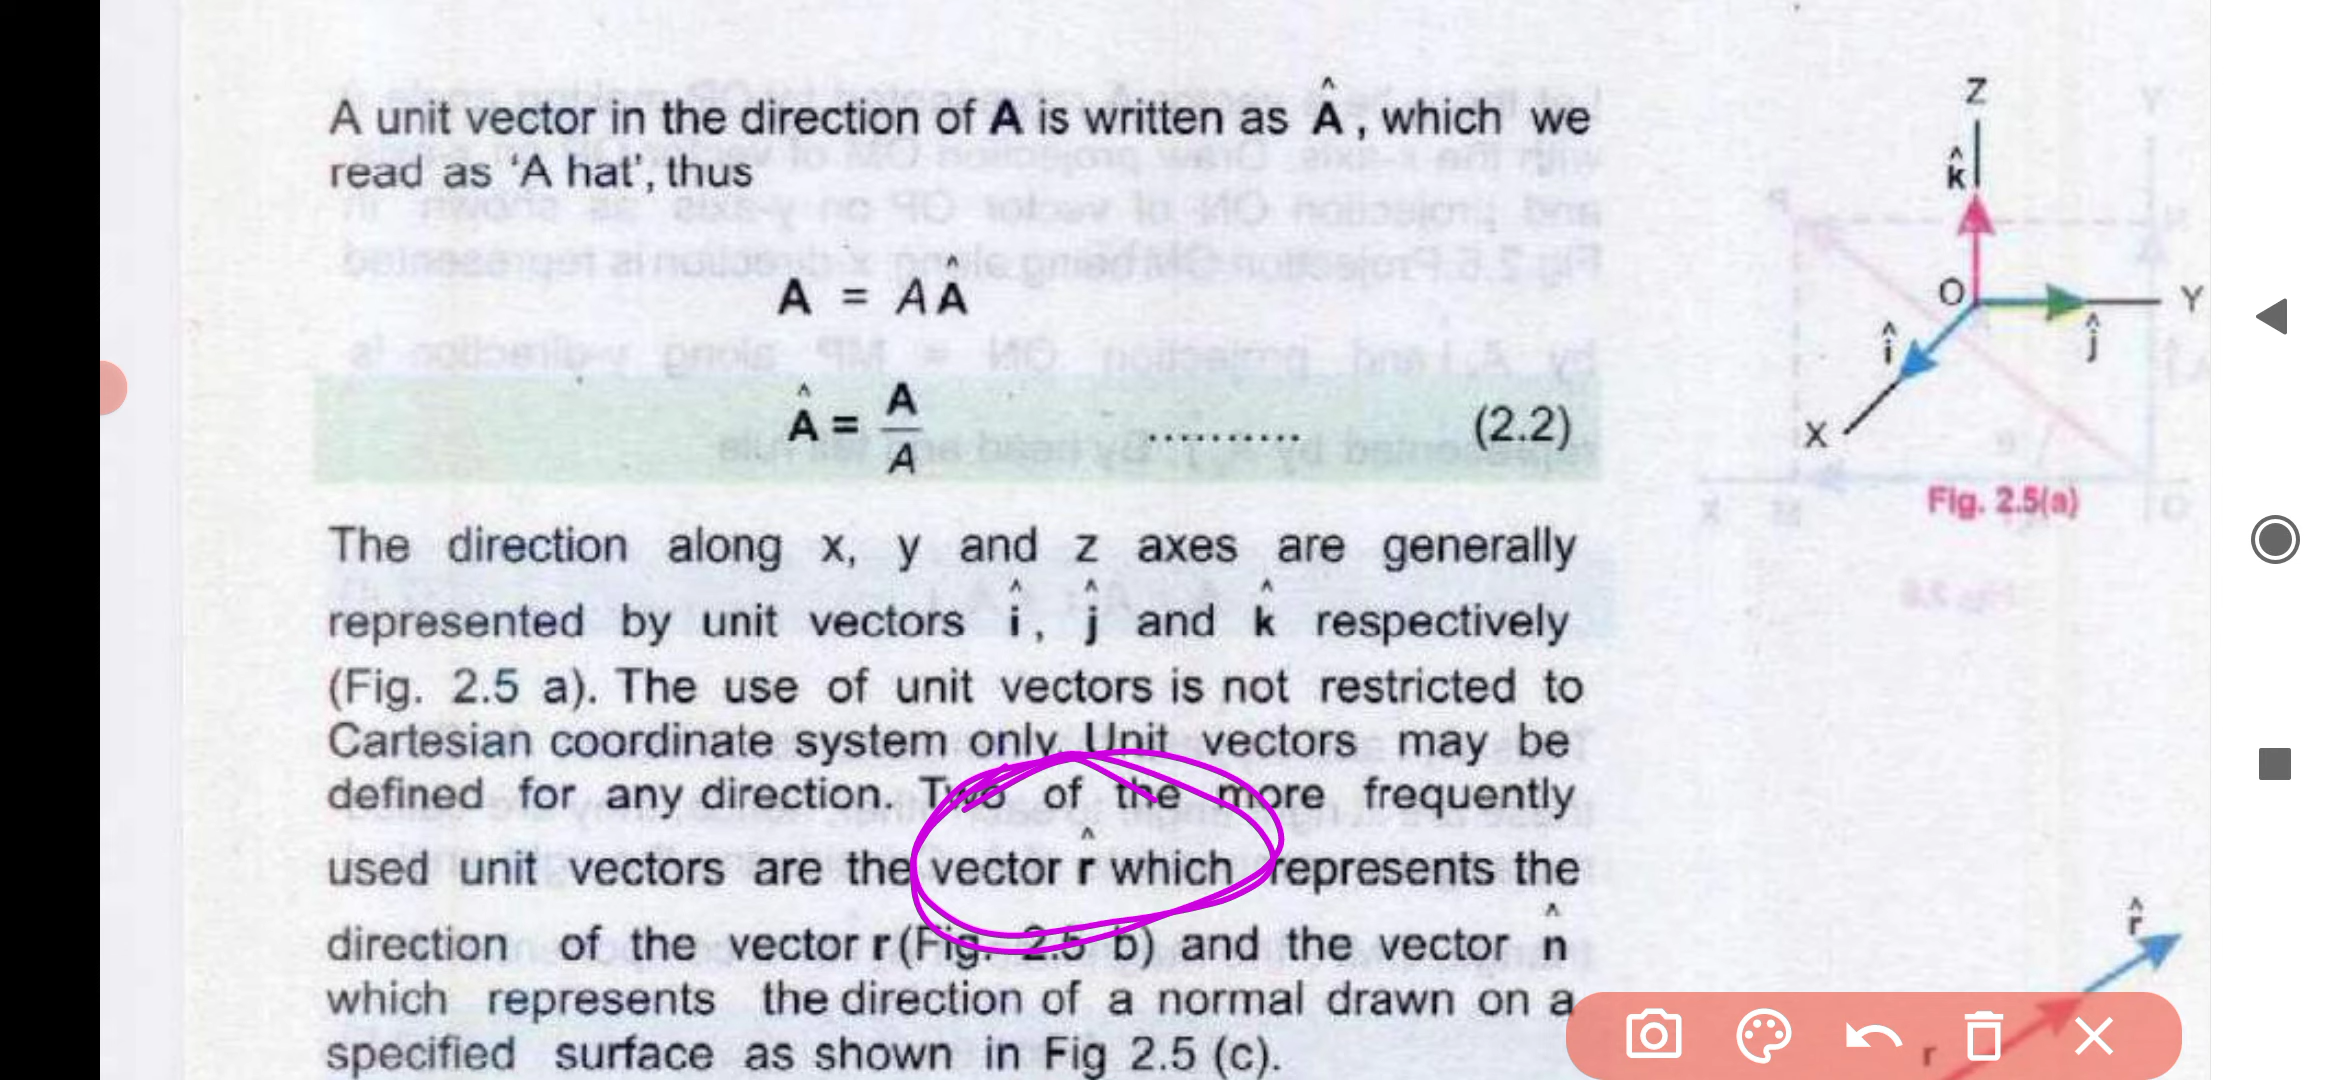 A unit vector in the direction of A is written as Â, which we
read as 'A hat', thus
A = A Â
Â = A / A .......... (2.2)
The direction along x, y and z axes are generally
represented by unit vectors î, ĵ and k̂ respectively
(Fig. 2.5 a). The use of unit vectors is not restricted to
Cartesian coordinate system only. Unit vectors may be
defined for any direction. Two of the more frequently
used unit vectors are the vector r̂ which represents the
direction of the vector r (Fig. 2.5 b) and the vector n̂
which represents the direction of a normal drawn on a
specified surface as shown in Fig 2.5 (c).
Z
k̂
O
Y
ĵ
î
X
Fig. 2.5(a)
r̂
r